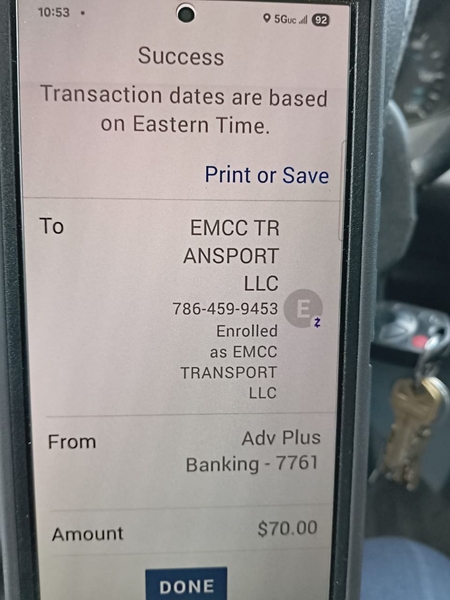 10:53
5GUC 92
Success
Transaction dates are based
on Eastern Time.
Print or Save
To
EMCC TR
ANSPORT
LLC
786-459-9453
E
Enrolled
as EMCC
TRANSPORT
LLC
From
Adv Plus
Banking - 7761
Amount
$70.00
DONE